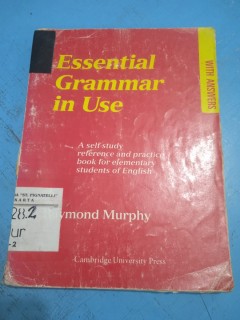 Essential
Grammar
in Use
WITH ANSWERS
A self study
reference and practice
book for elementary
students of English
ymond Murphy
Cambridge University Press